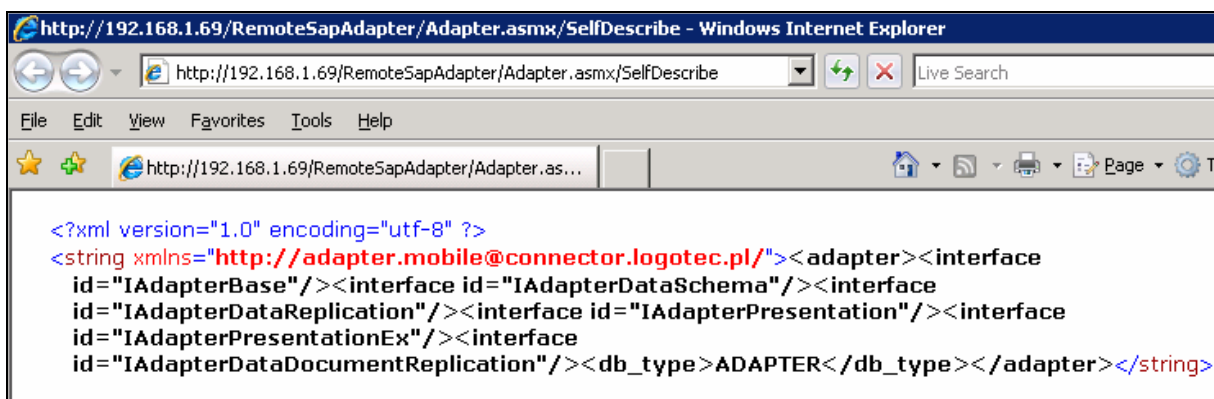 http://192.168.1.69/RemoteSapAdapter/Adapter.asmx/SelfDescribe - Windows Internet Explorer
http://192.168.1.69/RemoteSapAdapter/Adapter.asmx/SelfDescribe Live Search
File Edit View Favorites Tools Help
http://192.168.1.69/RemoteSapAdapter/Adapter.as... Page T
<?xml version="1.0" encoding="utf-8" ?>
<string xmlns="http://adapter.mobile@connector.logotec.pl/"><adapter><interface
id="IAdapterBase"/><interface id="IAdapterDataSchema"/><interface
id="IAdapterDataReplication"/><interface id="IAdapterPresentation"/><interface
id="IAdapterPresentationEx"/><interface
id="IAdapterDataDocumentReplication"/><db_type>ADAPTER</db_type></adapter></string>